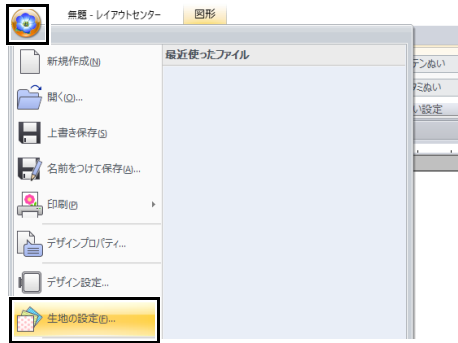 無題 - レイアウトセンター
図形
新規作成(N)
最近使ったファイル
開く(O)...
上書き保存(S)
名前をつけて保存(A)...
印刷(P)
デザインプロパティ...
デザイン設定...
生地の設定(F)...
テンぬい
タミぬい
い設定